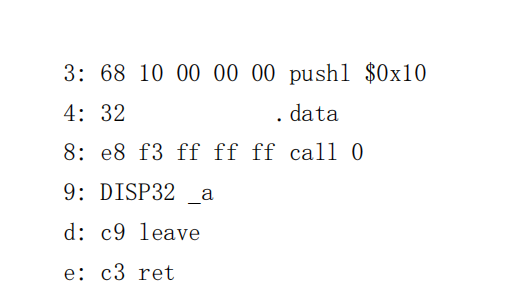 3: 68 10 00 00 00 pushl $0x10
4: 32 .data
8: e8 f3 ff ff ff call 0
9: DISP32 _a
d: c9 leave
e: c3 ret